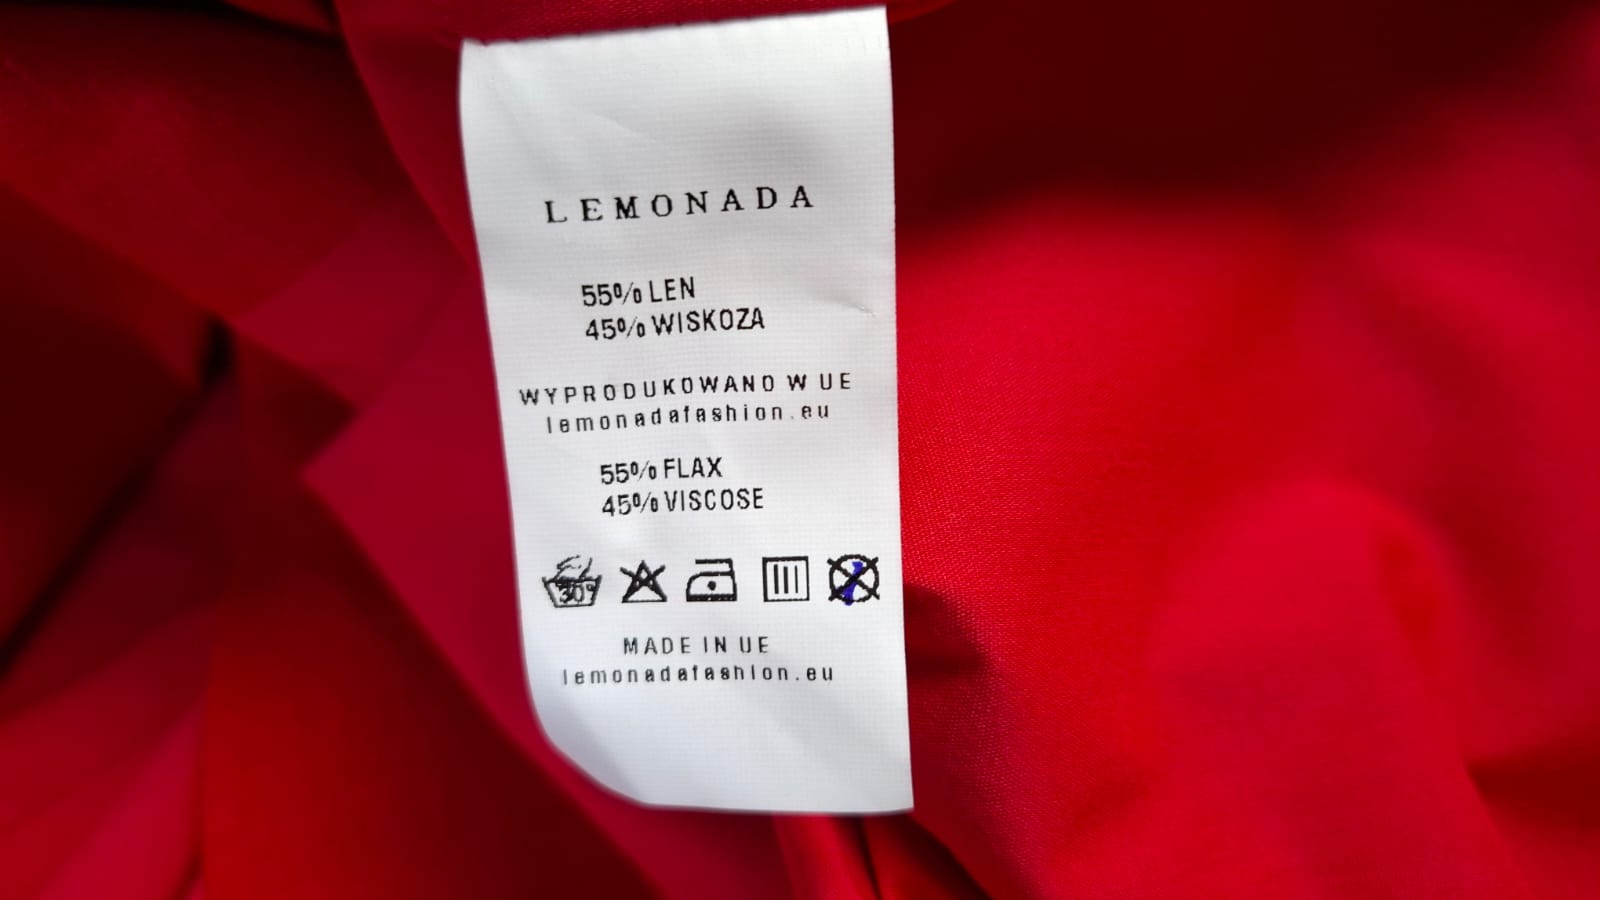 LEMONADA
55% LEN
45% WISKOZA
WYPRODUKOWANO W UE
lemonadafashion.eu
55% FLAX
45% VISCOSE
30°
MADE IN UE
lemonadafashion.eu